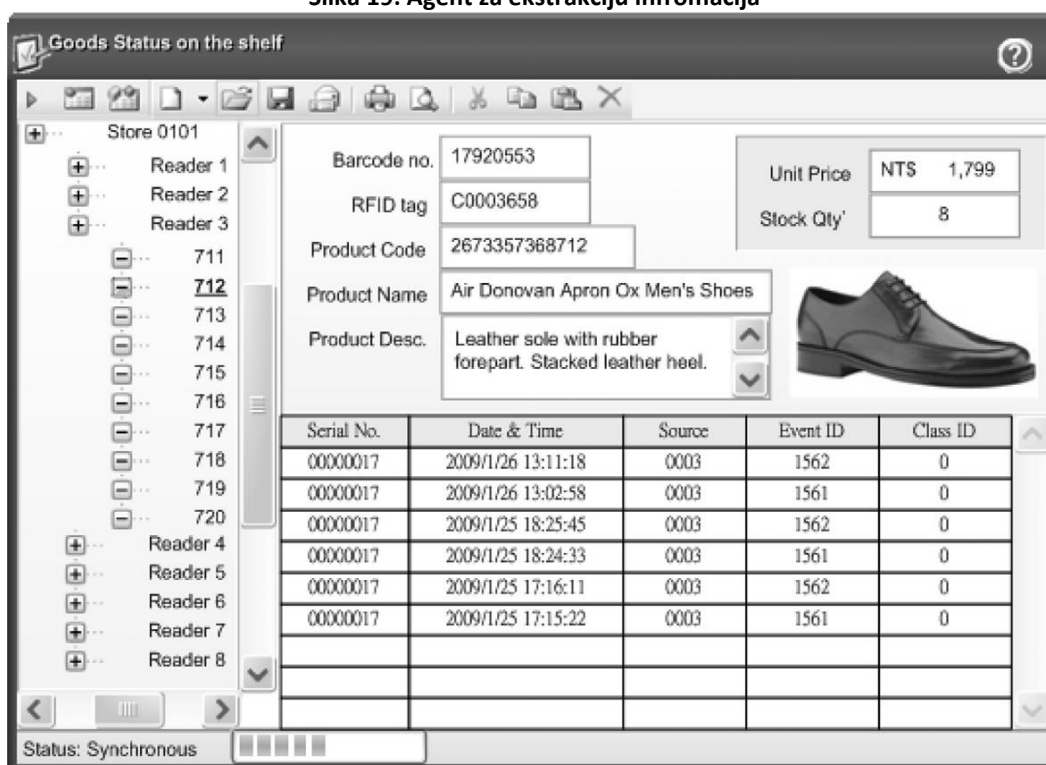 Slika 19: Agent za ekstrakciju infromacija
Goods Status on the shelf
Store 0101
Reader 1
Reader 2
Reader 3
711
712
713
714
715
716
717
718
719
720
Reader 4
Reader 5
Reader 6
Reader 7
Reader 8
Barcode no. 17920553
RFID tag C0003658
Product Code 2673357368712
Product Name Air Donovan Apron Ox Men's Shoes
Product Desc. Leather sole with rubber
forepart. Stacked leather heel.
Unit Price NT$ 1,799
Stock Qty' 8
Serial No. Date & Time Source Event ID Class ID
00000017 2009/1/26 13:11:18 0003 1562 0
00000017 2009/1/26 13:02:58 0003 1561 0
00000017 2009/1/25 18:25:45 0003 1562 0
00000017 2009/1/25 18:24:33 0003 1561 0
00000017 2009/1/25 17:16:11 0003 1562 0
00000017 2009/1/25 17:15:22 0003 1561 0
Status: Synchronous